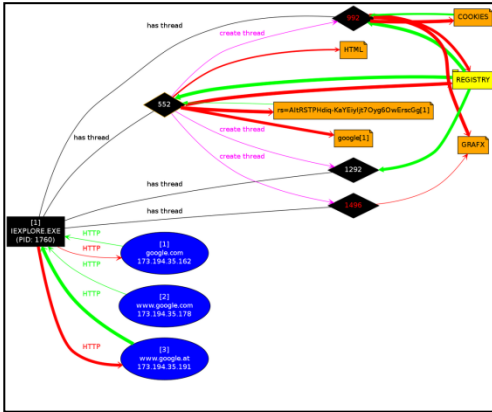 992
COOKIES
has thread
create thread
HTML
REGISTRY
552
rs=AItRSTPHdiq-KaYEiyIjt7Oyg6OwErscGg[1]
google[1]
has thread
create thread
GRAFX
has thread
1292
create thread
has thread
1496
[1]
IEXPLORE.EXE
(PID: 1760)
HTTP
HTTP
HTTP
[1]
google.com
173.194.35.162
[2]
www.google.com
173.194.35.178
HTTP
[3]
www.google.at
173.194.35.191